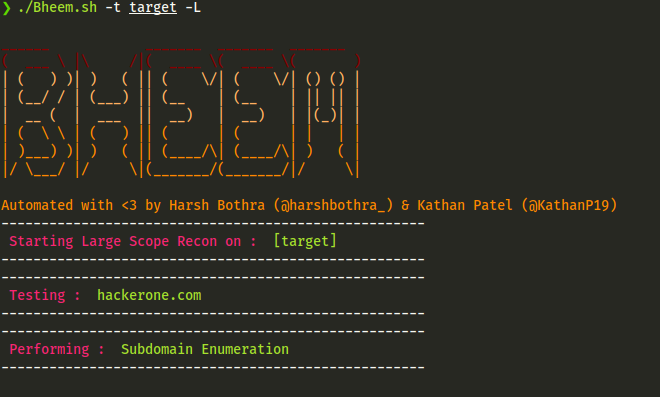 ❯ ./Bheem.sh -t target -L
BHEEM
Automated with <3 by Harsh Bothra (@harshbothra_) & Kathan Patel (@KathanP19)
Starting Large Scope Recon on :  [target]
Testing :  hackerone.com
Performing :  Subdomain Enumeration